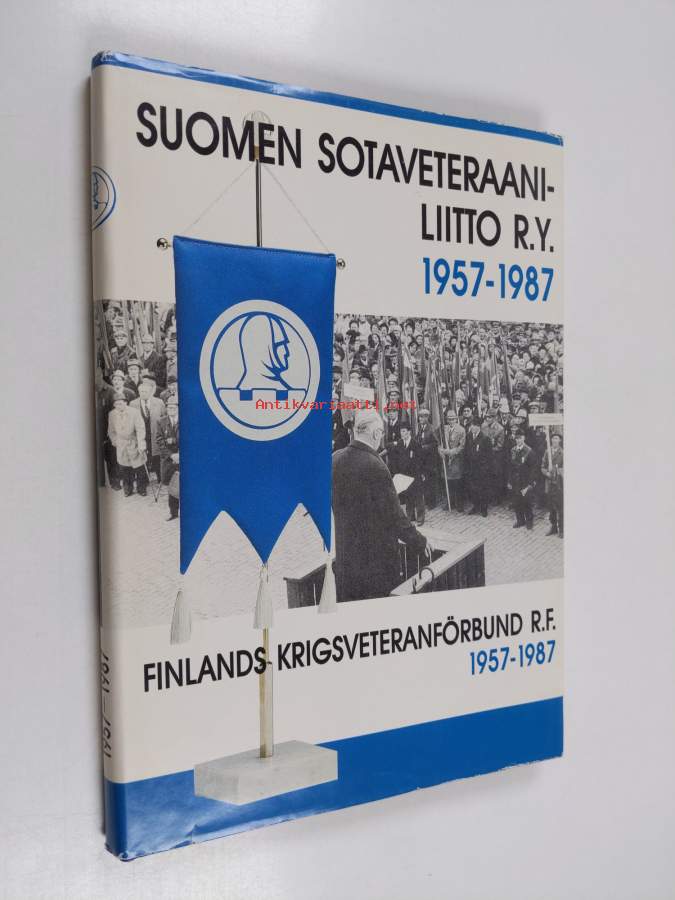 SUOMEN SOTAVETERAANI-
LIITTO R.Y.
1957-1987
Antikvariaatti.net
FINLANDS KRIGSVETERANFÖRBUND R.F.
1957-1987
1957-1987